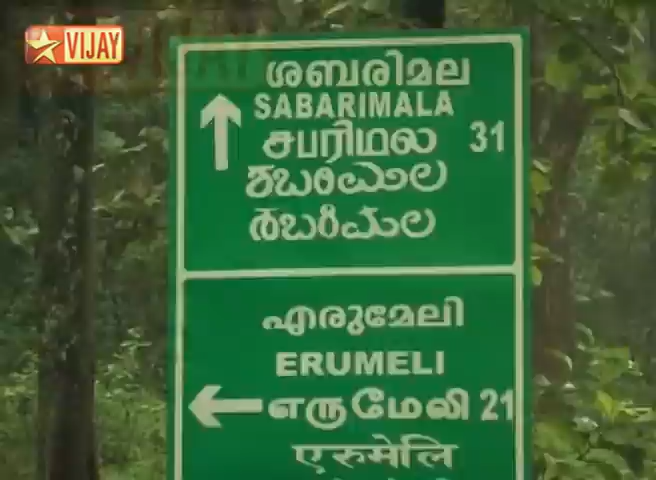 VIJAY
ശബരിമല
SABARIMALA
சபரிமல 31
ಶಬರಿಮಲ
శబరిమల
എരുമേലി
ERUMELI
எருமேலி 21
एरुमेलि